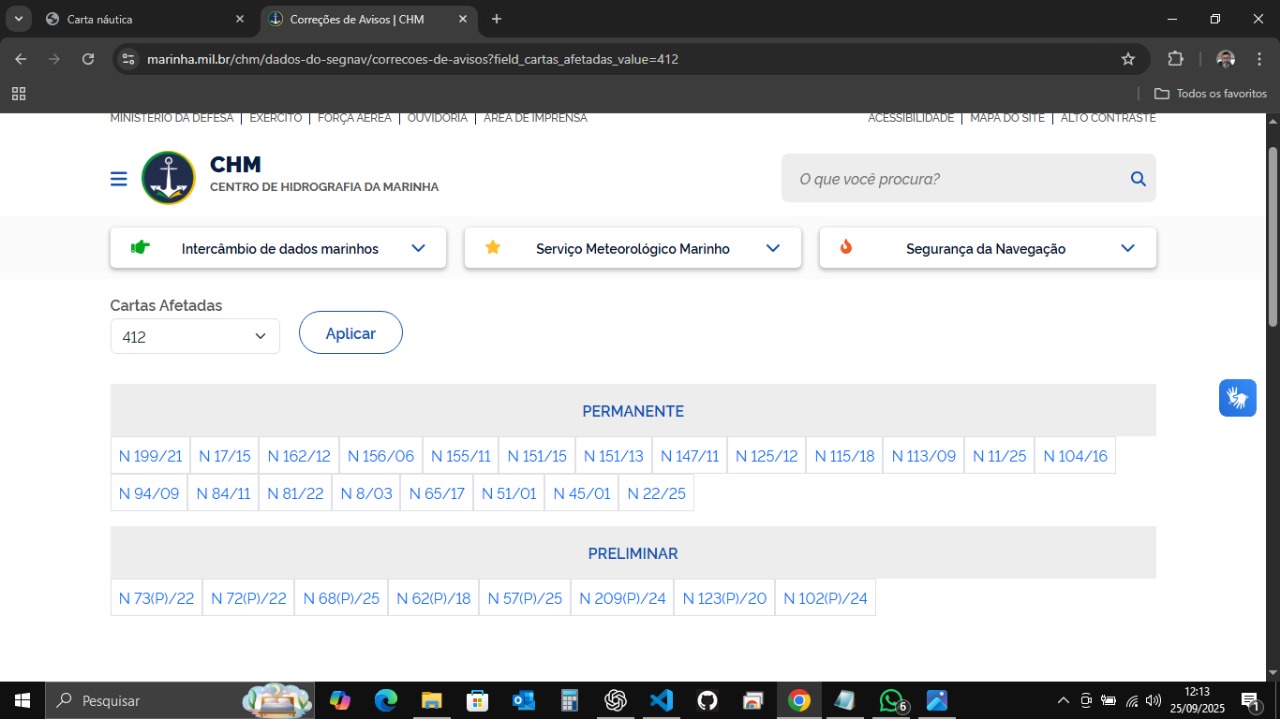 Carta náutica
Correções de Avisos | CHM
marinha.mil.br/chm/dados-do-segnav/correcoes-de-avisos?field_cartas_afetadas_value=412
Todos os favoritos
MINISTÉRIO DA DEFESA | EXÉRCITO | FORÇA AÉREA | OUVIDORIA | ÁREA DE IMPRENSA
ACESSIBILIDADE | MAPA DO SITE | ALTO CONTRASTE
CHM
CENTRO DE HIDROGRAFIA DA MARINHA
O que você procura?
Intercâmbio de dados marinhos
Serviço Meteorológico Marinho
Segurança da Navegação
Cartas Afetadas
412
Aplicar
PERMANENTE
N 199/21 N 17/15 N 162/12 N 156/06 N 155/11 N 151/15 N 151/13 N 147/11 N 125/12 N 115/18 N 113/09 N 11/25 N 104/16
N 94/09 N 84/11 N 81/22 N 8/03 N 65/17 N 51/01 N 45/01 N 22/25
PRELIMINAR
N 73(P)/22 N 72(P)/22 N 68(P)/25 N 62(P)/18 N 57(P)/25 N 209(P)/24 N 123(P)/20 N 102(P)/24
Pesquisar
6
12:13
25/09/2025
1